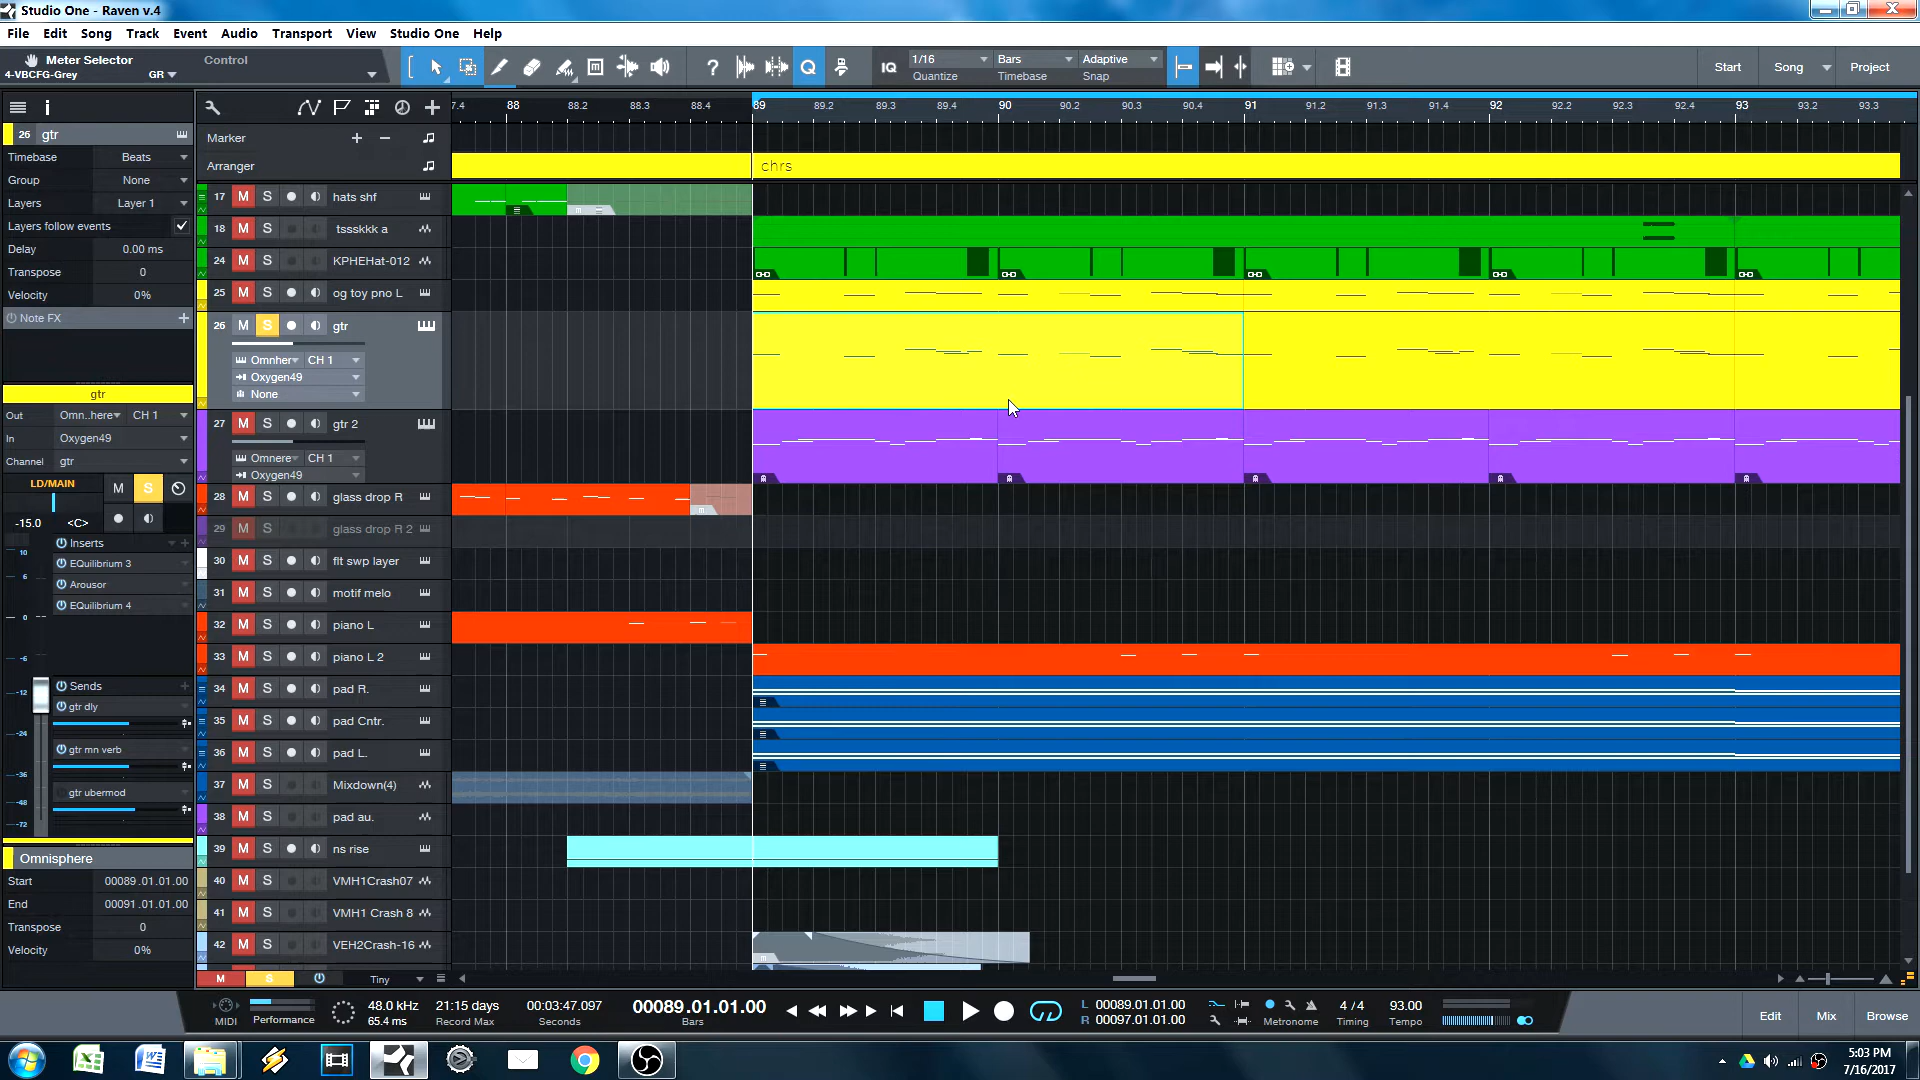 Studio One - Raven v.4
File Edit Song Track Event Audio Transport View Studio One Help
Meter Selector Control
4-VBCFG-Grey GR
? IQ 1/16 Bars Adaptive Start Song Project
Quantize Timebase Snap
7.4 88 88.2 88.3 88.4 89 89.2 89.3 89.4 90 90.2 90.3 90.4 91 91.2 91.3 91.4 92 92.2 92.3 92.4 93 93.2 93.3
26 gtr
Timebase Beats
Group None
Layers Layer 1
Layers follow events
Delay 0.00 ms
Transpose 0
Velocity 0%
Note FX
gtr
Out Omn..here CH 1
In Oxygen49
Channel gtr
LD/MAIN M S
-15.0 <C>
Inserts
EQuilibrium 3
Arousor
EQuilibrium 4
10
6
0
-6
-12
-24
-36
-48
-72
Sends
gtr dly
gtr mn verb
gtr ubermod
Omnisphere
Start 00089.01.01.00
End 00091.01.01.00
Transpose 0
Velocity 0%
Marker
Arranger chrs
17 M S hats shf
18 M S tssskkk a
24 M S KPHEHat-012
25 M S og toy pno L
26 M S gtr
Omnher CH 1
Oxygen49
None
27 M S gtr 2
Omnere CH 1
Oxygen49
28 M S glass drop R
29 M S glass drop R 2
30 M S flt swp layer
31 M S motif melo
32 M S piano L
33 M S piano L 2
34 M S pad R.
35 M S pad Cntr.
36 M S pad L.
37 M S Mixdown(4)
38 M S pad au.
39 M S ns rise
40 M S VMH1Crash07
41 M S VMH1 Crash 8
42 M S VEH2Crash-16
M S Tiny
MIDI Performance 48.0 kHz 21:15 days 00:03:47.097 00089.01.01.00 L 00089.01.01.00 4 / 4 93.00
65.4 ms Record Max Seconds Bars R 00097.01.01.00 Metronome Timing Tempo Edit Mix Browse
5:03 PM
7/16/2017